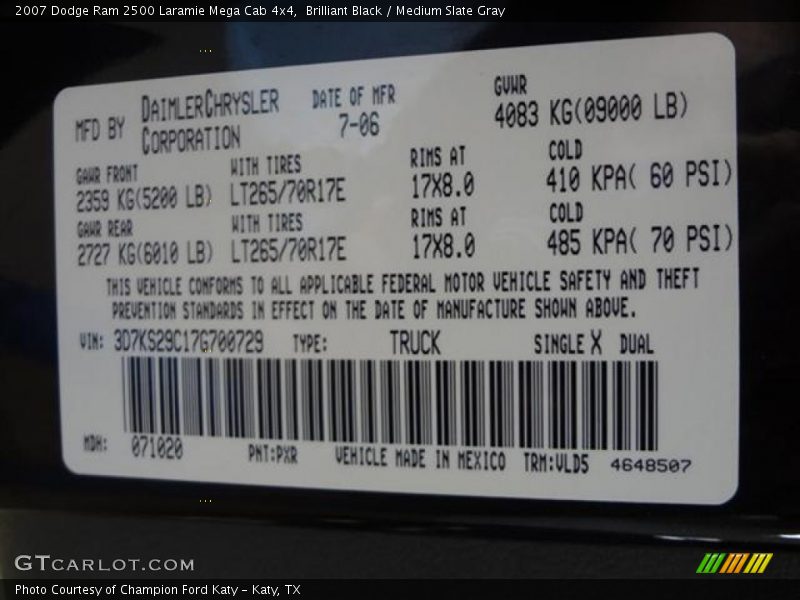 2007 Dodge Ram 2500 Laramie Mega Cab 4x4,  Brilliant Black / Medium Slate Gray
MFD BY DAIMLERCHRYSLER CORPORATION DATE OF MFR 7-06 GVWR 4083 KG(09000 LB)
GAWR FRONT WITH TIRES RIMS AT COLD
2359 KG(5200 LB) LT265/70R17E 17X8.0 410 KPA( 60 PSI)
GAWR REAR WITH TIRES RIMS AT COLD
2727 KG(6010 LB) LT265/70R17E 17X8.0 485 KPA( 70 PSI)
THIS VEHICLE CONFORMS TO ALL APPLICABLE FEDERAL MOTOR VEHICLE SAFETY AND THEFT
PREVENTION STANDARDS IN EFFECT ON THE DATE OF MANUFACTURE SHOWN ABOVE.
VIN: 3D7KS29C17G700729 TYPE: TRUCK SINGLE X DUAL
MDH: 071020 PNT:PXR VEHICLE MADE IN MEXICO TRM:VLD5 4648507
GTCARLOT.COM
Photo Courtesy of Champion Ford Katy - Katy, TX